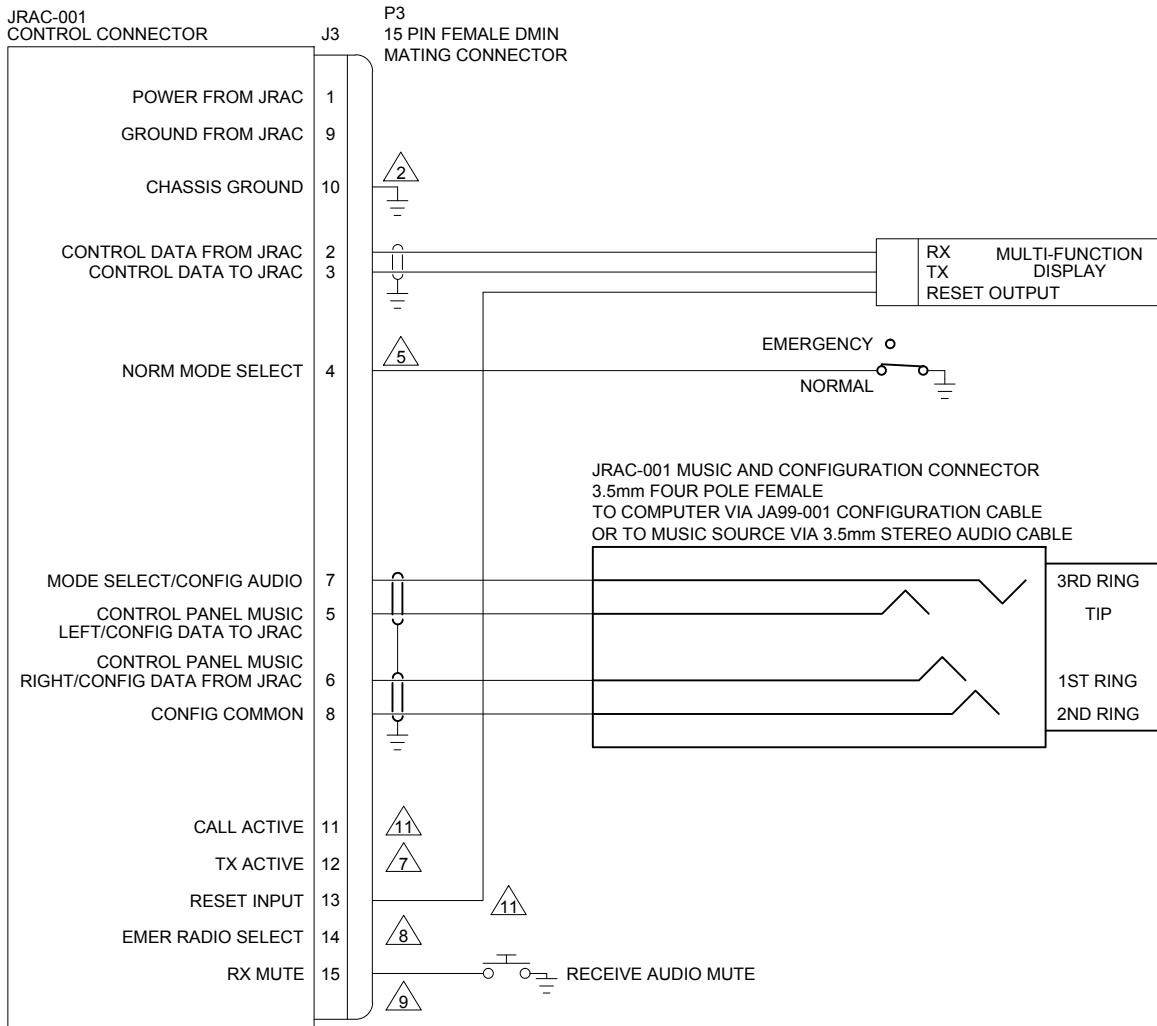 JRAC-001
CONTROL CONNECTOR
J3
P3
15 PIN FEMALE DMIN
MATING CONNECTOR
POWER FROM JRAC 1
GROUND FROM JRAC 9
2
CHASSIS GROUND 10
CONTROL DATA FROM JRAC 2
CONTROL DATA TO JRAC 3
RX
TX
RESET OUTPUT
MULTI-FUNCTION
DISPLAY
5
NORM MODE SELECT 4
EMERGENCY
NORMAL
JRAC-001 MUSIC AND CONFIGURATION CONNECTOR
3.5mm FOUR POLE FEMALE
TO COMPUTER VIA JA99-001 CONFIGURATION CABLE
OR TO MUSIC SOURCE VIA 3.5mm STEREO AUDIO CABLE
MODE SELECT/CONFIG AUDIO 7
3RD RING
CONTROL PANEL MUSIC 5
LEFT/CONFIG DATA TO JRAC
TIP
CONTROL PANEL MUSIC
RIGHT/CONFIG DATA FROM JRAC 6
1ST RING
CONFIG COMMON 8
2ND RING
CALL ACTIVE 11
11
TX ACTIVE 12
7
RESET INPUT 13
11
EMER RADIO SELECT 14
8
RX MUTE 15
RECEIVE AUDIO MUTE
9